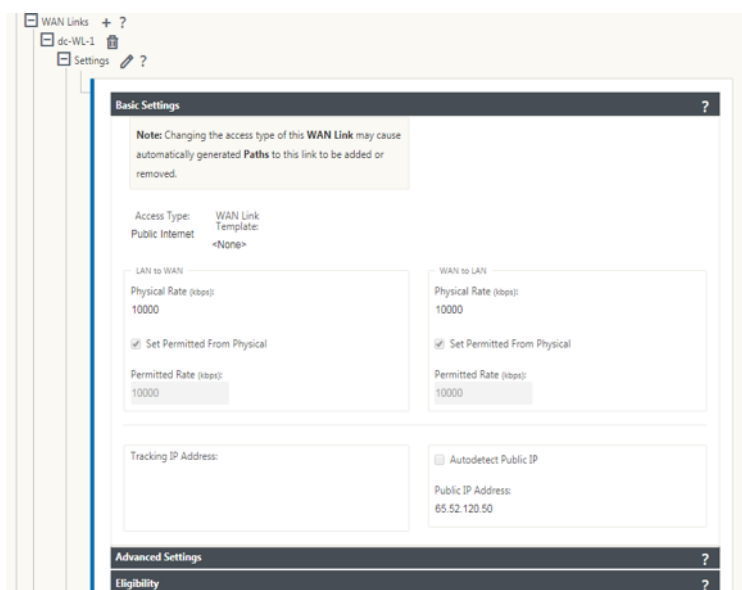 WAN Links + ?
dc-WL-1
Settings ?
Basic Settings ?
Note: Changing the access type of this WAN Link may cause
automatically generated Paths to this link to be added or
removed.
Access Type: WAN Link
Template:
Public Internet
<None>
LAN to WAN WAN to LAN
Physical Rate (kbps): Physical Rate (kbps):
10000 10000
Set Permitted From Physical Set Permitted From Physical
Permitted Rate (kbps): Permitted Rate (kbps):
10000 10000
Tracking IP Address: Autodetect Public IP
Public IP Address:
65.52.120.50
Advanced Settings ?
Eligibility ?